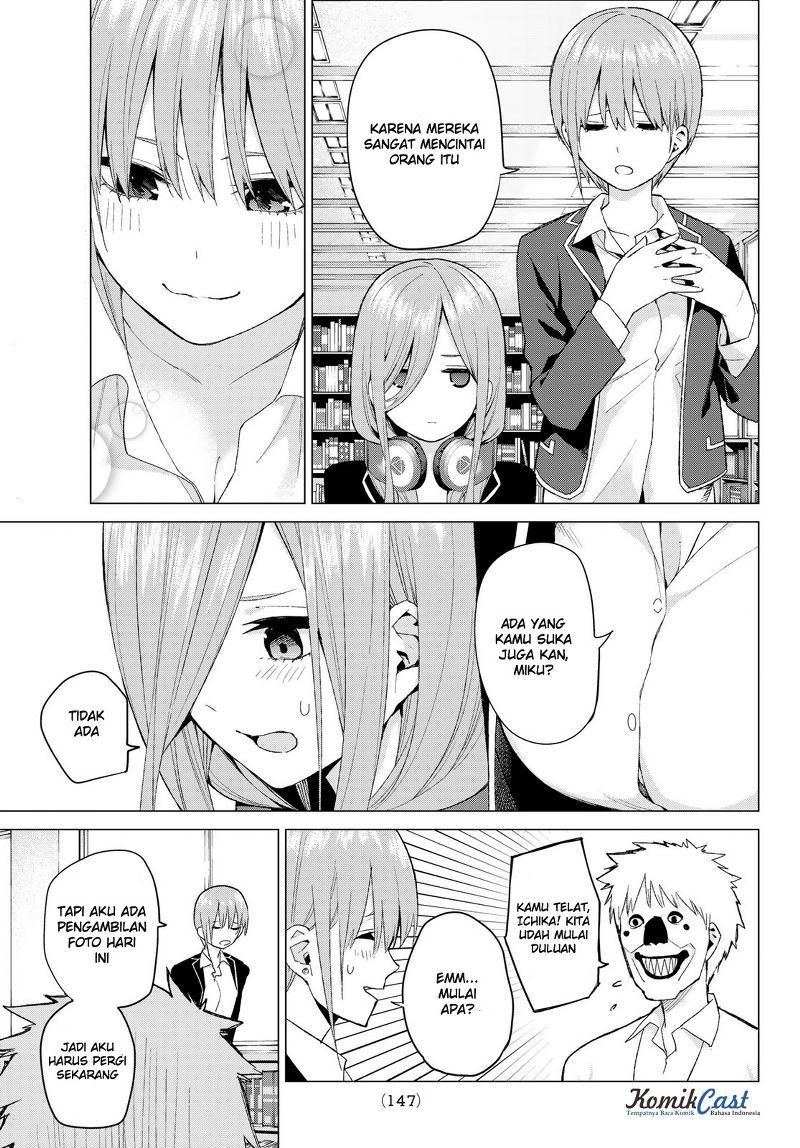 KARENA MEREKA
SANGAT MENCINTAI
ORANG ITU
ADA YANG
KAMU SUKA
JUGA KAN,
MIKU?
TIDAK
ADA
KAMU TELAT,
ICHIKA! KITA
UDAH MULAI
DULUAN
EMM...
MULAI
APA?
TAPI AKU ADA
PENGAMBILAN
FOTO HARI
INI
JADI AKU
HARUS PERGI
SEKARANG
(147)
KomikCast
Tempatnya Baca Komik Bahasa Indonesia